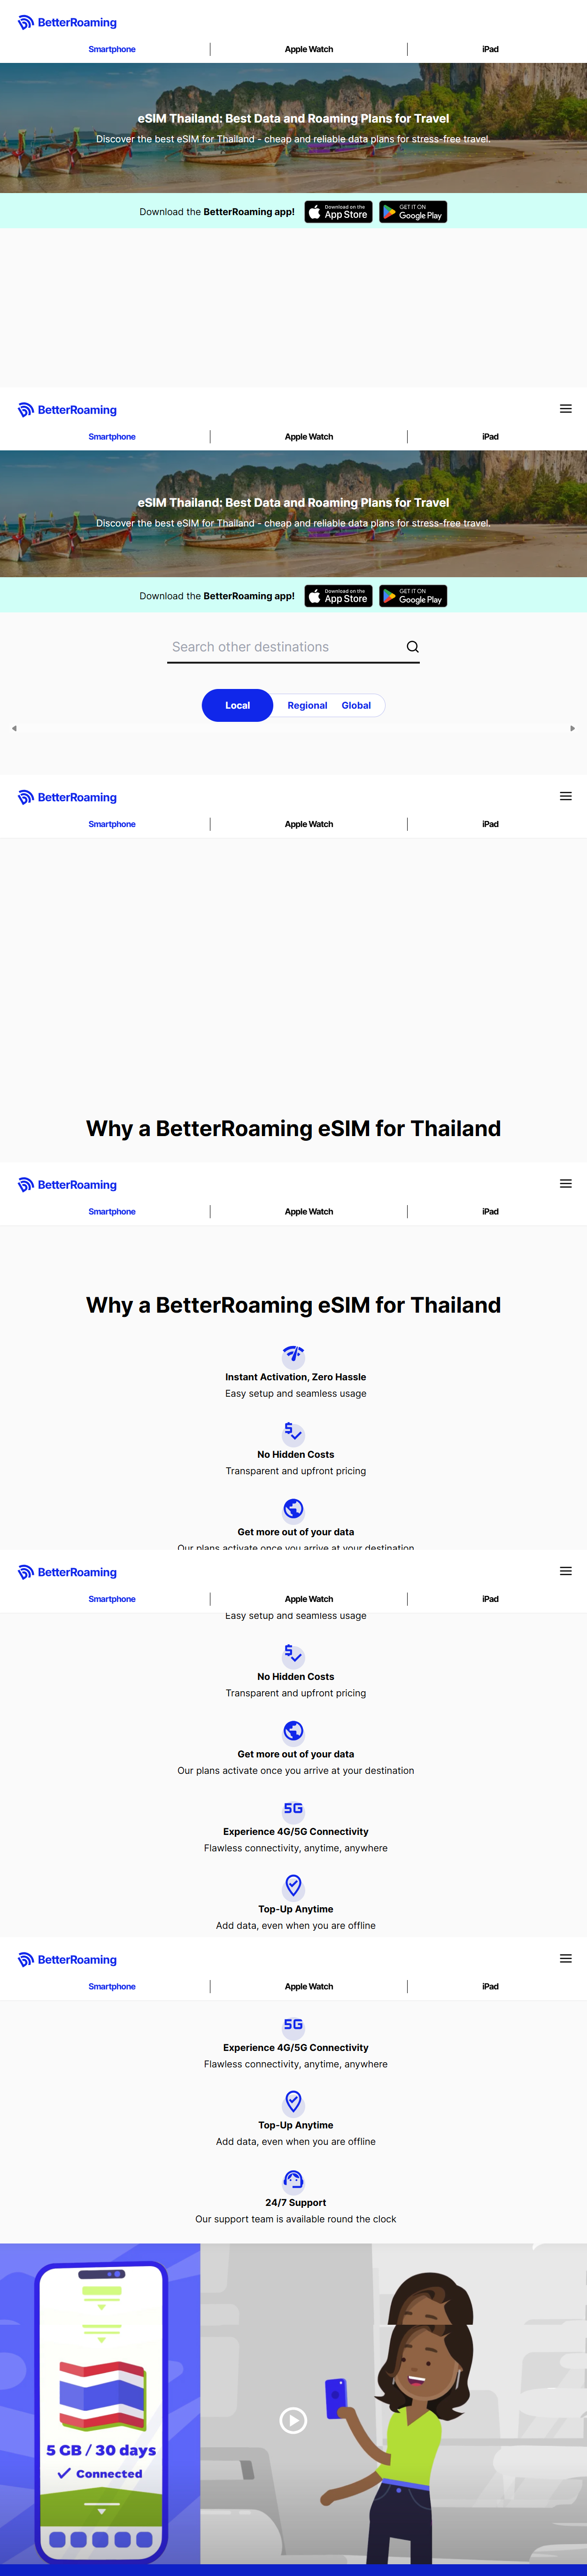 BetterRoaming
Smartphone
Apple Watch
iPad
eSIM Thailand: Best Data and Roaming Plans for Travel
Discover the best eSIM for Thailand - cheap and reliable data plans for stress-free travel.
Download the BetterRoaming app!
Download on the
App Store
GET IT ON
Google Play
BetterRoaming
Smartphone
Apple Watch
iPad
eSIM Thailand: Best Data and Roaming Plans for Travel
Discover the best eSIM for Thailand - cheap and reliable data plans for stress-free travel.
Download the BetterRoaming app!
Download on the
App Store
GET IT ON
Google Play
Search other destinations
Local
Regional
Global
BetterRoaming
Smartphone
Apple Watch
iPad
Why a BetterRoaming eSIM for Thailand
BetterRoaming
Smartphone
Apple Watch
iPad
Why a BetterRoaming eSIM for Thailand
Instant Activation, Zero Hassle
Easy setup and seamless usage
No Hidden Costs
Transparent and upfront pricing
Get more out of your data
Our plans activate once you arrive at your destination
BetterRoaming
Smartphone
Apple Watch
iPad
Easy setup and seamless usage
No Hidden Costs
Transparent and upfront pricing
Get more out of your data
Our plans activate once you arrive at your destination
5G
Experience 4G/5G Connectivity
Flawless connectivity, anytime, anywhere
Top-Up Anytime
Add data, even when you are offline
BetterRoaming
Smartphone
Apple Watch
iPad
5G
Experience 4G/5G Connectivity
Flawless connectivity, anytime, anywhere
Top-Up Anytime
Add data, even when you are offline
24/7 Support
Our support team is available round the clock
5 GB / 30 days
Connected